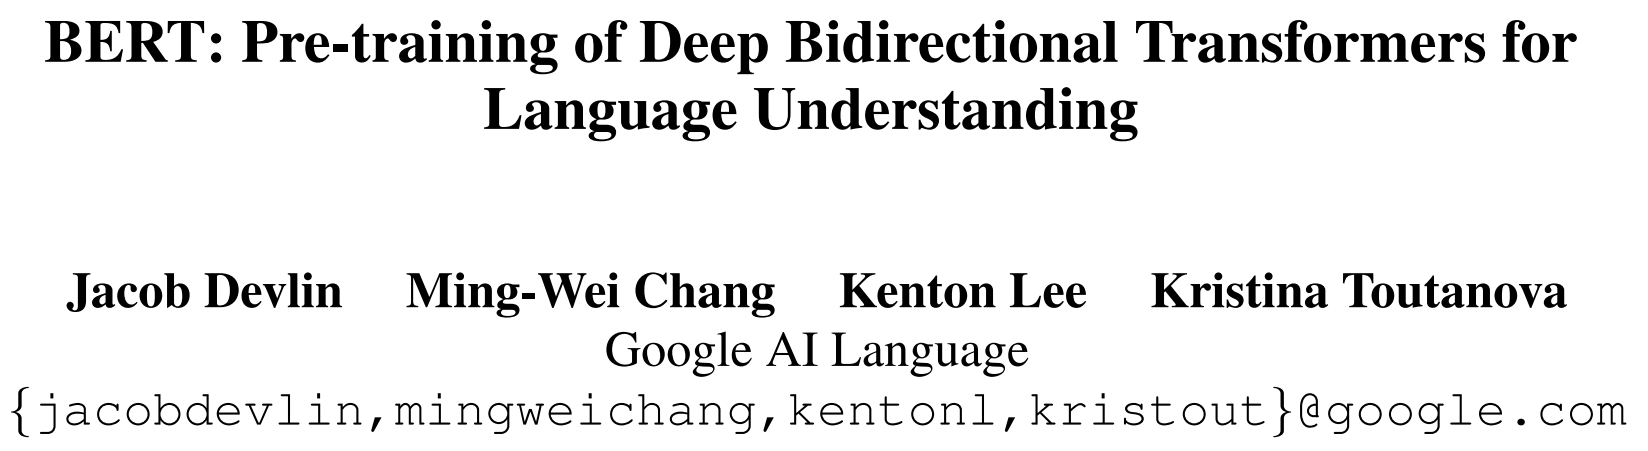 BERT: Pre-training of Deep Bidirectional Transformers for
Language Understanding
Jacob Devlin Ming-Wei Chang Kenton Lee Kristina Toutanova
Google AI Language
{jacobdevlin,mingweichang,kentonl,kristout}@google.com